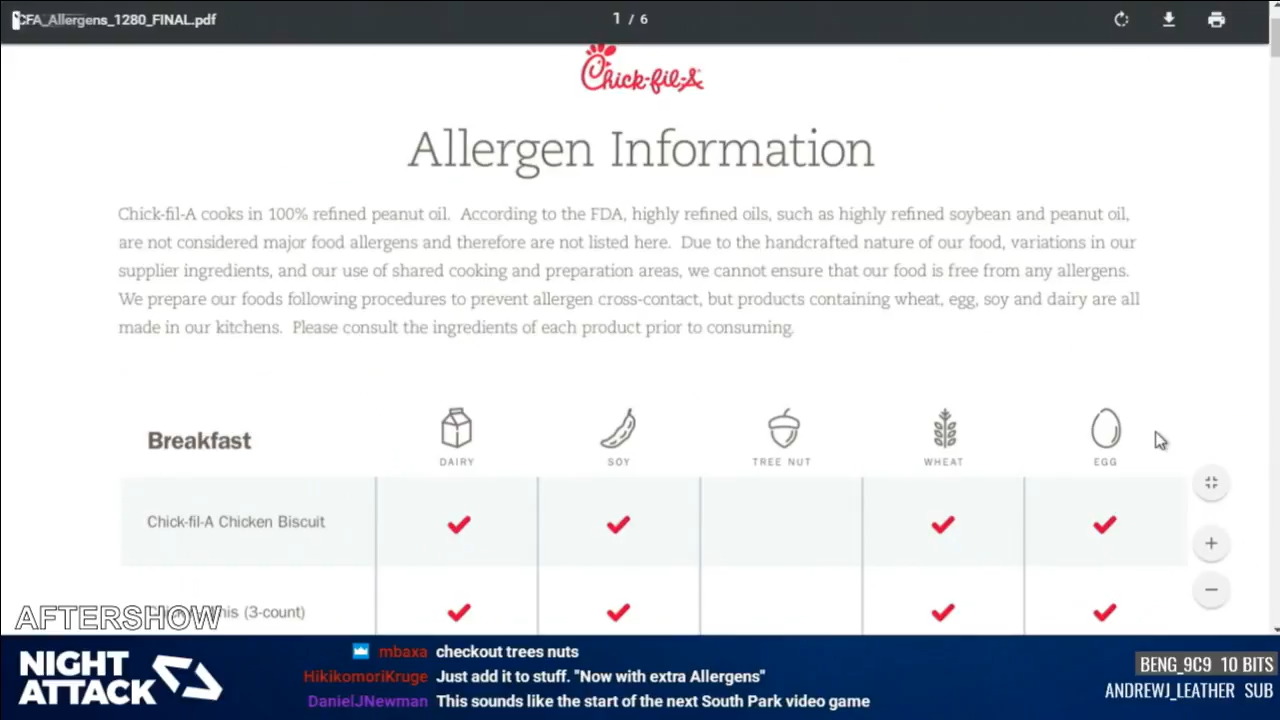 CFA_Allergens_1280_FINAL.pdf
1 / 6
Chick-fil-A
Allergen Information
Chick-fil-A cooks in 100% refined peanut oil. According to the FDA, highly refined oils, such as highly refined soybean and peanut oil,
are not considered major food allergens and therefore are not listed here. Due to the handcrafted nature of our food, variations in our
supplier ingredients, and our use of shared cooking and preparation areas, we cannot ensure that our food is free from any allergens.
We prepare our foods following procedures to prevent allergen cross-contact, but products containing wheat, egg, soy and dairy are all
made in our kitchens. Please consult the ingredients of each product prior to consuming.
Breakfast
DAIRY
SOY
TREE NUT
WHEAT
EGG
Chick-fil-A Chicken Biscuit
(3-count)
AFTERSHOW
NIGHT
ATTACK
mbaxa checkout trees nuts
HikikomoriKruge Just add it to stuff. "Now with extra Allergens"
DanielJNewman This sounds like the start of the next South Park video game
BENG_9C9 10 BITS
ANDREWJ_LEATHER SUB